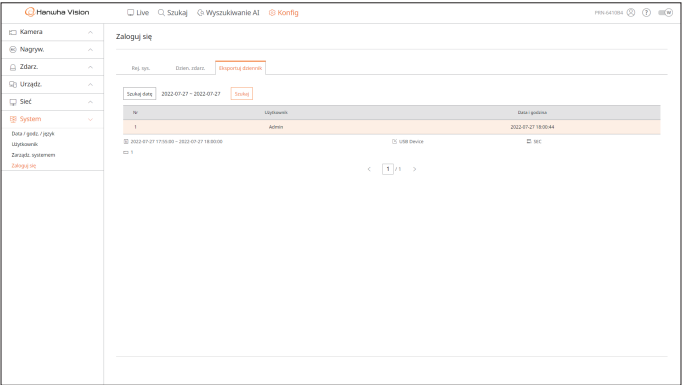 Hanwha Vision
Live Szukaj Wyszukiwanie AI Konfig
PRN-6410B4
Kamera
Nagryw.
Zdarz.
Urządz.
Sieć
System
Data / godz. / język
Użytkownik
Zarządz. systemem
Zaloguj się
Zaloguj się
Rej. sys. Dzien. zdarz. Eksportuj dziennik
Szukaj datę 2022-07-27 ~ 2022-07-27 Szukaj
Nr Użytkownik Data i godzina
1 Admin 2022-07-27 18:00:44
2022-07-27 17:55:00 ~ 2022-07-27 18:00:00 USB Device SEC
1
1 / 1